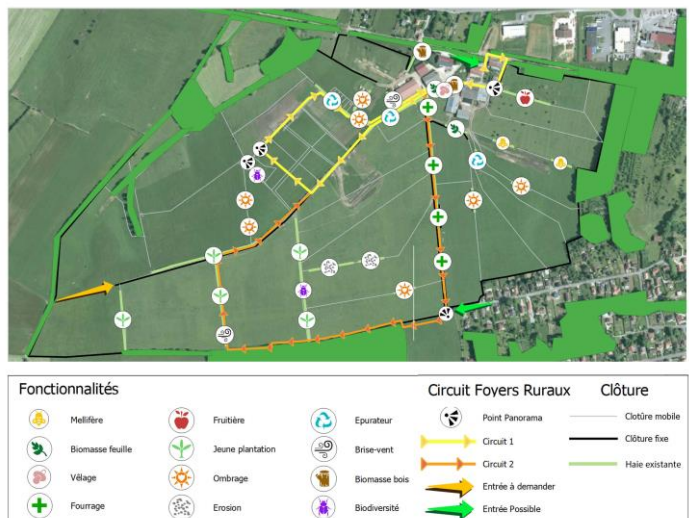 Fonctionnalités
Mellifère
Biomasse feuille
Vêlage
Fourrage
Fruitière
Jeune plantation
Ombrage
Erosion
Epurateur
Brise-vent
Biomasse bois
Biodiversité
Circuit Foyers Ruraux
Point Panorama
Circuit 1
Circuit 2
Entrée à demander
Entrée Possible
Clôture
Clotûre mobile
Clôture fixe
Haie existante